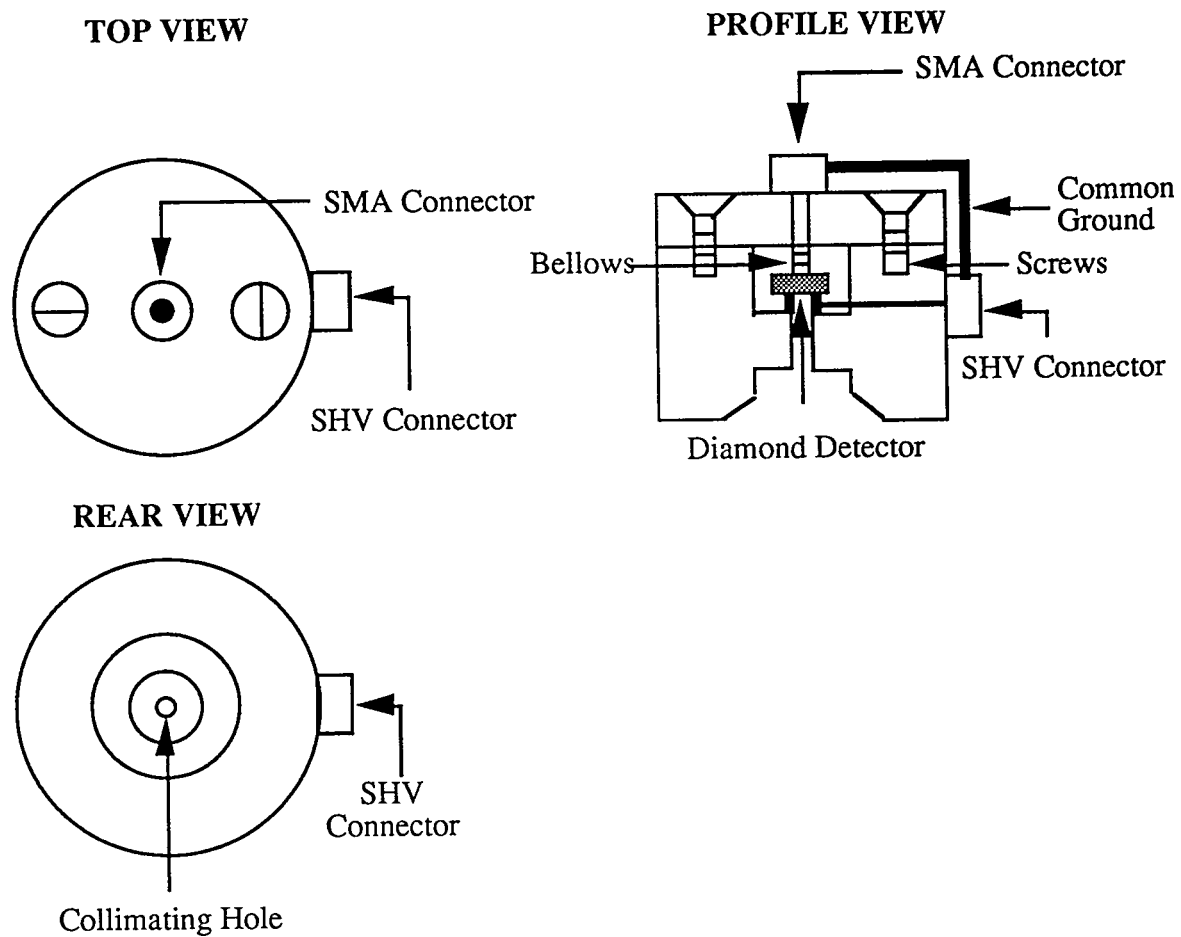 TOP VIEW
SMA Connector
SHV Connector
PROFILE VIEW
SMA Connector
Common
Ground
Bellows
Screws
SHV Connector
Diamond Detector
REAR VIEW
SHV
Connector
Collimating Hole